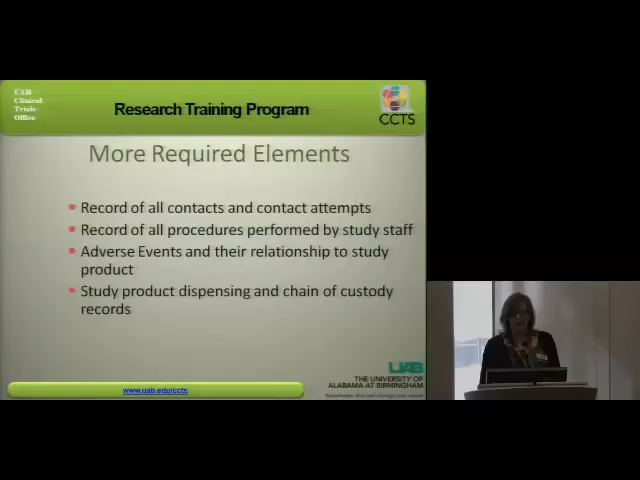 UAB
Clinical
Trials
Office
Research Training Program
CCTS
More Required Elements
Record of all contacts and contact attempts
Record of all procedures performed by study staff
Adverse Events and their relationship to study
product
Study product dispensing and chain of custody
records
UAB
THE UNIVERSITY OF
ALABAMA AT BIRMINGHAM
www.uab.edu/ccts